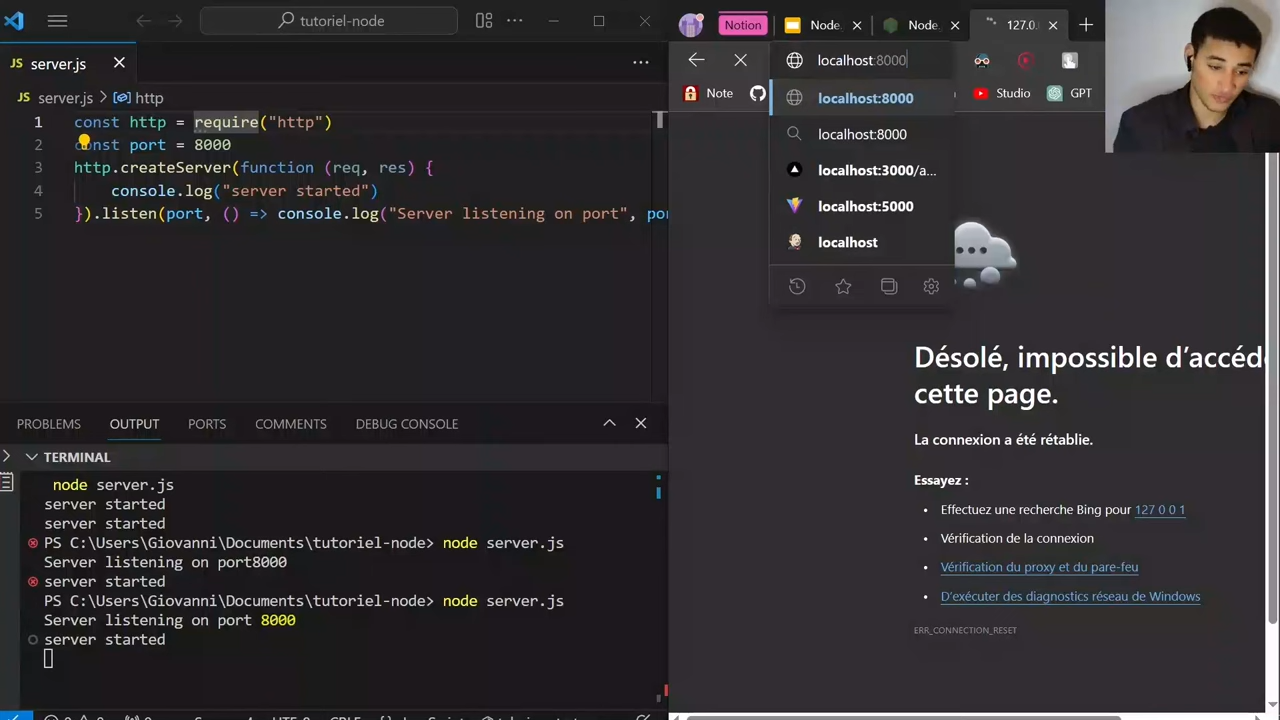 tutoriel-node
server.js
server.js > http
1 const http = require("http")
2 const port = 8000
3 http.createServer(function (req, res) {
4 console.log("server started")
5 }).listen(port, () => console.log("Server listening on port", por
PROBLEMS OUTPUT PORTS COMMENTS DEBUG CONSOLE
TERMINAL
node server.js
server started
server started
PS C:\Users\Giovanni\Documents\tutoriel-node> node server.js
Server listening on port8000
server started
PS C:\Users\Giovanni\Documents\tutoriel-node> node server.js
Server listening on port 8000
server started
Notion Node. Node. 127.0.
localhost:8000
Note Studio GPT
localhost:8000
localhost:8000
localhost:3000/a...
localhost:5000
localhost
Désolé, impossible d’accéde
cette page.
La connexion a été rétablie.
Essayez :
• Effectuez une recherche Bing pour 127 0 0 1
• Vérification de la connexion
• Vérification du proxy et du pare-feu
• D'exécuter des diagnostics réseau de Windows
ERR_CONNECTION_RESET